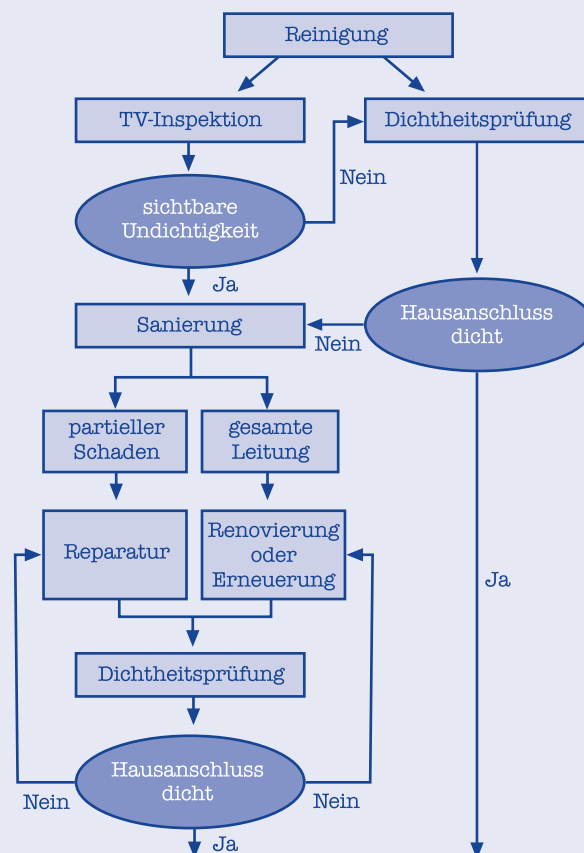 Reinigung
TV-Inspektion
Dichtheitsprüfung
Nein
sichtbare
Undichtigkeit
Ja
Hausanschluss
dicht
Sanierung
Nein
partieller
Schaden
gesamte
Leitung
Reparatur
Renovierung
oder
Erneuerung
Ja
Dichtheitsprüfung
Hausanschluss
dicht
Nein
Nein
Ja